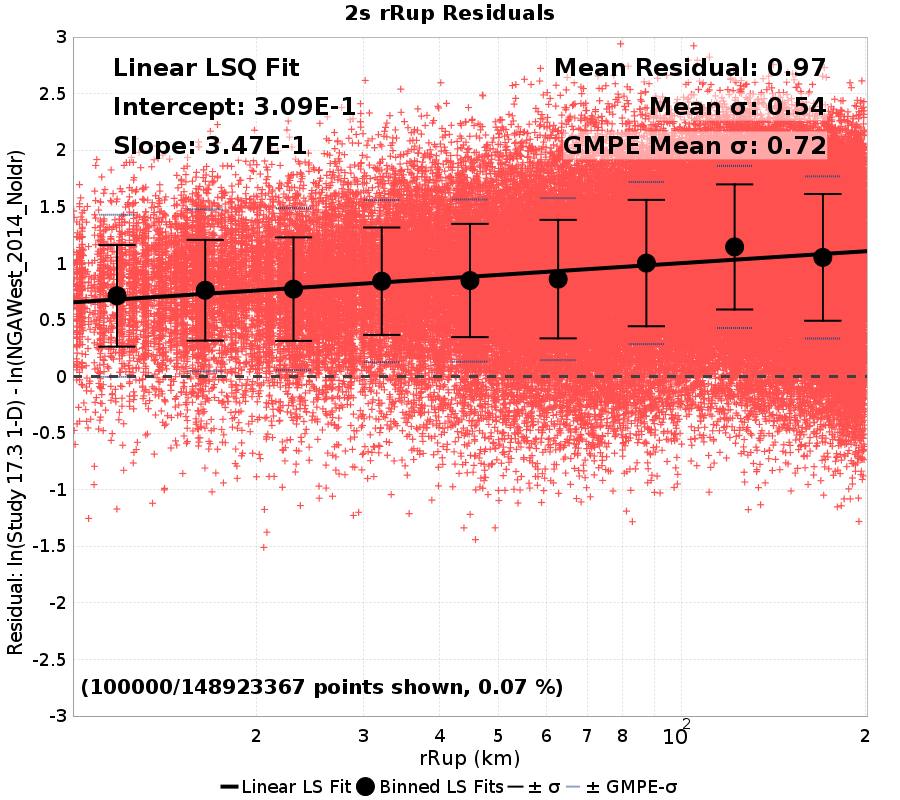 2s rRup Residuals
Residual: ln(Study 17.3 1-D) - ln(NGAWest_2014_NoIdr)
3
2.5
2
1.5
1
0.5
0
-0.5
-1
-1.5
-2
-2.5
-3
Linear LSQ Fit
Intercept: 3.09E-1
Slope: 3.47E-1
Mean Residual: 0.97
Mean σ: 0.54
GMPE Mean σ: 0.72
(100000/148923367 points shown, 0.07 %)
2 3 4 5 6 7 8 10² 2
rRup (km)
Linear LS Fit Binned LS Fits ± σ ± GMPE-σ